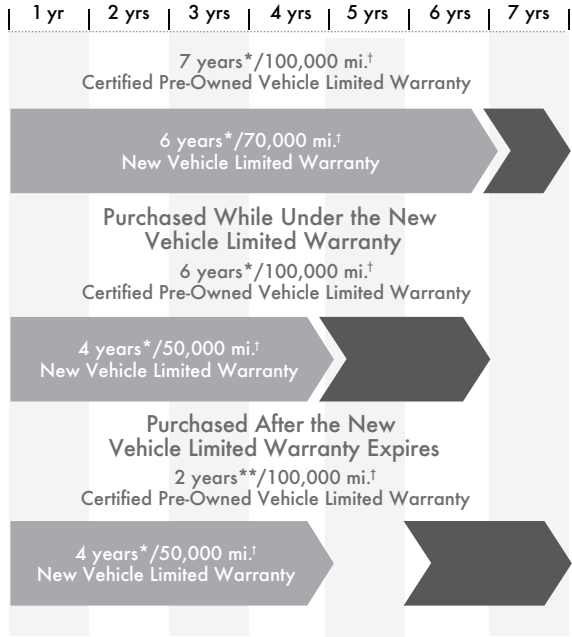 1 yr 2 yrs 3 yrs 4 yrs 5 yrs 6 yrs 7 yrs
7 years*/100,000 mi.†
Certified Pre-Owned Vehicle Limited Warranty
6 years*/70,000 mi.†
New Vehicle Limited Warranty
Purchased While Under the New
Vehicle Limited Warranty
6 years*/100,000 mi.†
Certified Pre-Owned Vehicle Limited Warranty
4 years*/50,000 mi.†
New Vehicle Limited Warranty
Purchased After the New
Vehicle Limited Warranty Expires
2 years**/100,000 mi.†
Certified Pre-Owned Vehicle Limited Warranty
4 years*/50,000 mi.†
New Vehicle Limited Warranty